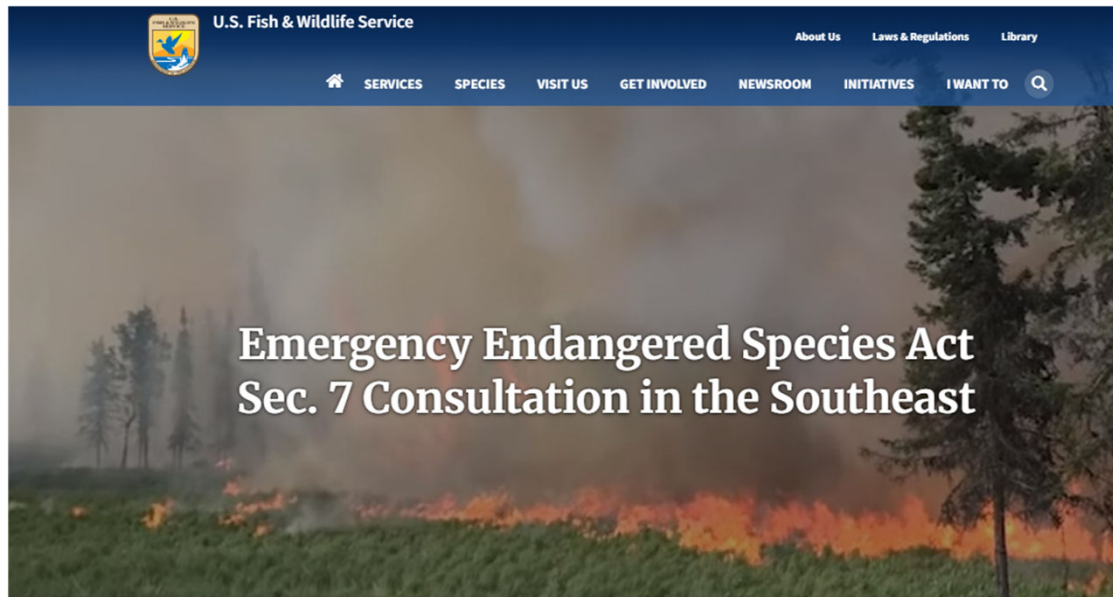 U.S. Fish & Wildlife Service
About Us Laws & Regulations Library
SERVICES SPECIES VISIT US GET INVOLVED NEWSROOM INITIATIVES I WANT TO
Emergency Endangered Species Act
Sec. 7 Consultation in the Southeast